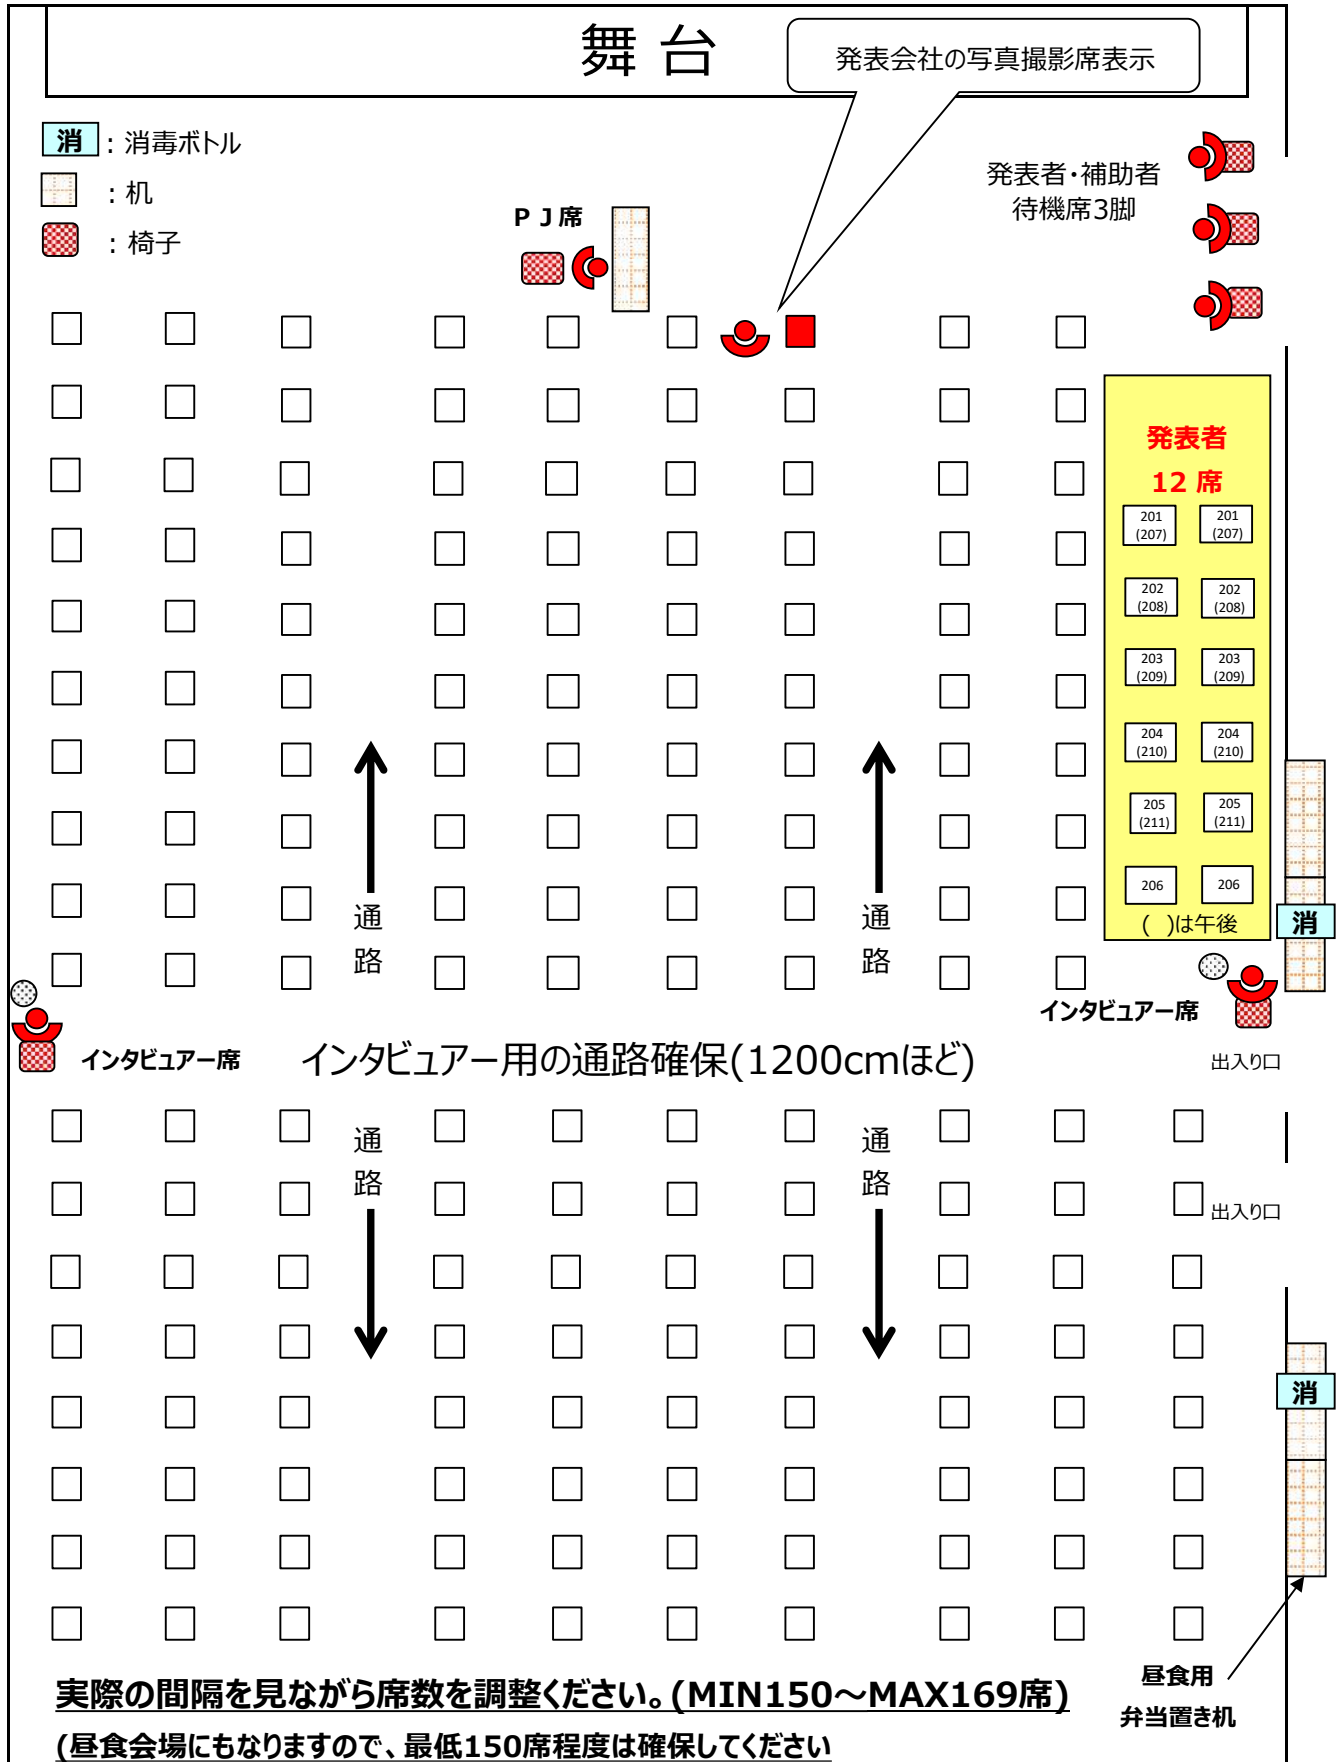 舞 台
発表会社の写真撮影席表示
消 : 消毒ボトル
: 机
: 椅子
ＰＪ席
発表者・補助者
待機席3脚
発表者
12 席
201
(207)
201
(207)
202
(208)
202
(208)
203
(209)
203
(209)
204
(210)
204
(210)
205
(211)
205
(211)
206
206
( )は午後
消
通
路
通
路
インタビュアー席
インタビュアー席
インタビュアー用の通路確保(1200cmほど)
出入り口
通
路
通
路
出入り口
消
昼食用
弁当置き机
実際の間隔を見ながら席数を調整ください。(MIN150～MAX169席)
(昼食会場にもなりますので、最低150席程度は確保してください